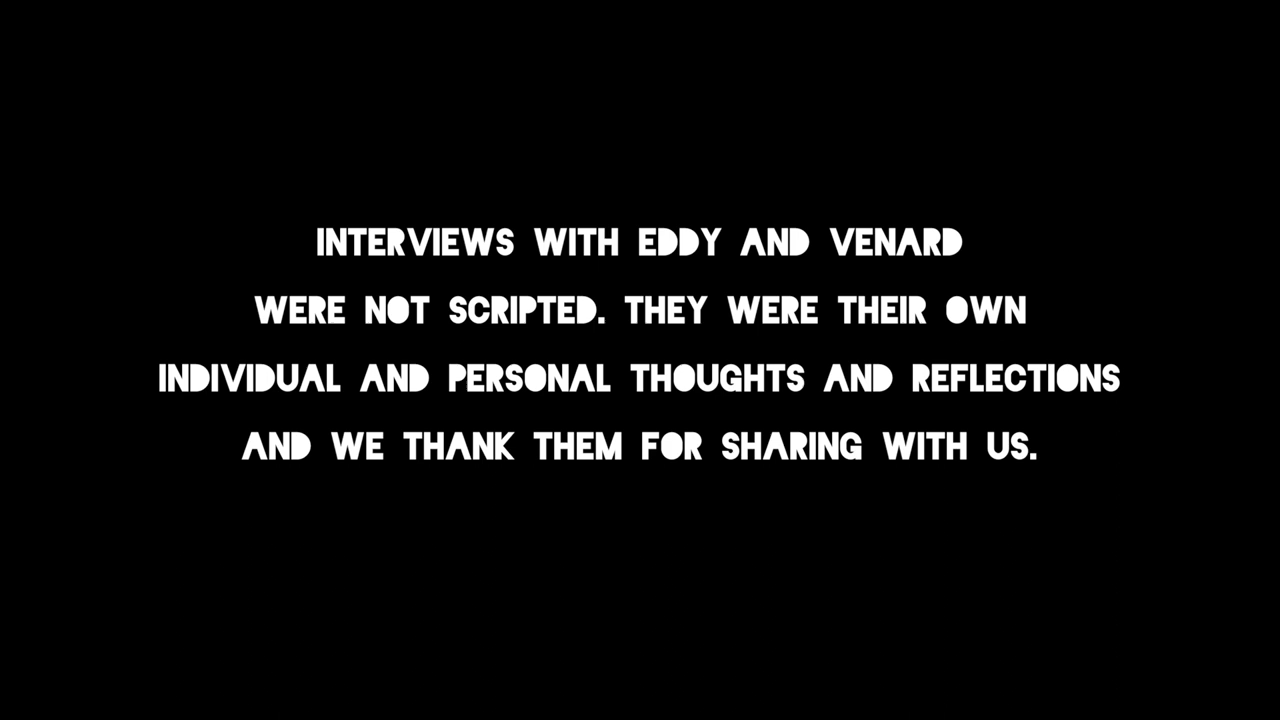 INTERVIEWS WITH EDDY AND VENARD
WERE NOT SCRIPTED. THEY WERE THEIR OWN
INDIVIDUAL AND PERSONAL THOUGHTS AND REFLECTIONS
AND WE THANK THEM FOR SHARING WITH US.